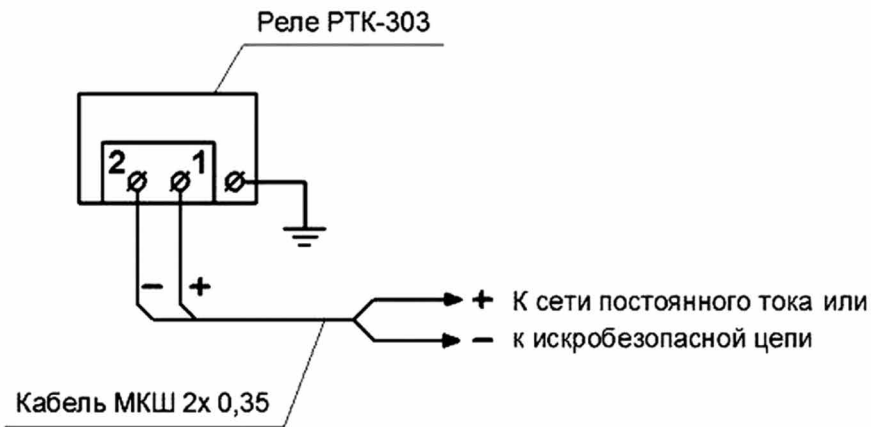 Реле РТК-303
2 1
− +
+ К сети постоянного тока или
− к искробезопасной цепи
Кабель МКШ 2х 0,35